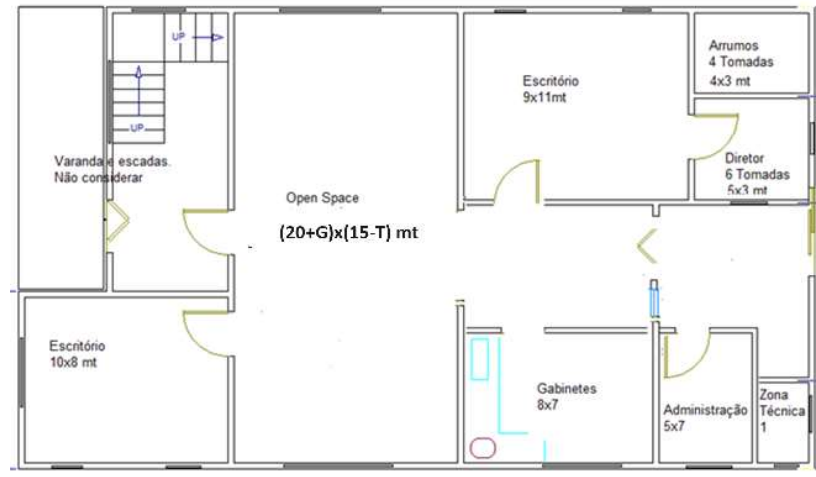 UP
UP
Varanda e escadas.
Não considerar
Open Space
(20+G)x(15-T) mt
Escritório
9x11mt
Arrumos
4 Tomadas
4x3 mt
Diretor
6 Tomadas
5x3 mt
Escritório
10x8 mt
Gabinetes
8x7
Administração
5x7
Zona
Técnica
1